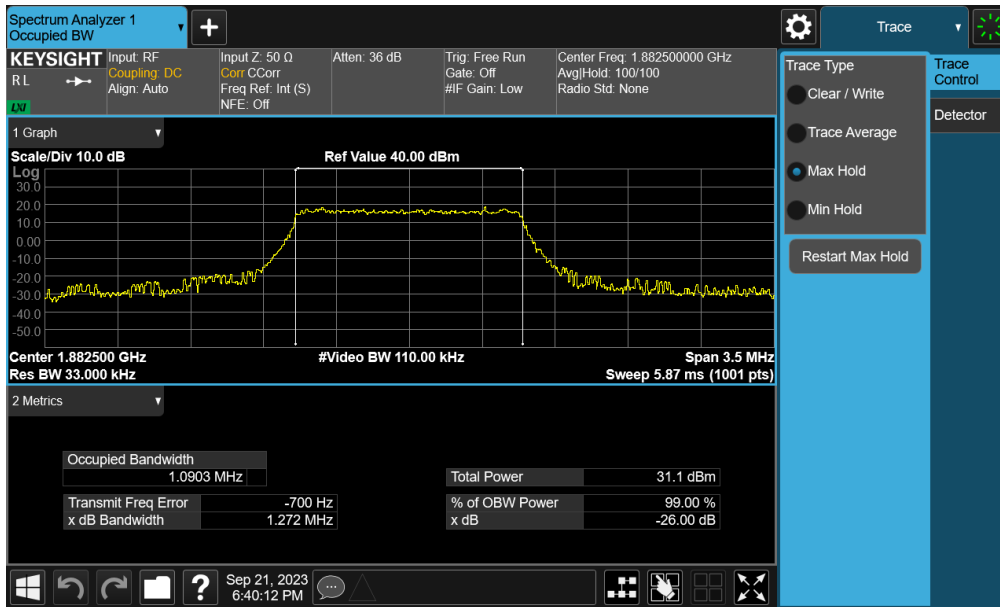 Spectrum Analyzer 1
Occupied BW
+
Trace
KEYSIGHT
R L
LXI
Input: RF
Coupling: DC
Align: Auto
Input Z: 50 Ω
Corr CCorr
Freq Ref: Int (S)
NFE: Off
Atten: 36 dB
Trig: Free Run
Gate: Off
#IF Gain: Low
Center Freq: 1.882500000 GHz
Avg|Hold: 100/100
Radio Std: None
Trace Type
Clear / Write
Trace Average
Max Hold
Min Hold
Restart Max Hold
Trace
Control
Detector
1 Graph
Scale/Div 10.0 dB
Ref Value 40.00 dBm
Log
30.0
20.0
10.0
0.00
-10.0
-20.0
-30.0
-40.0
-50.0
Center 1.882500 GHz
#Video BW 110.00 kHz
Span 3.5 MHz
Res BW 33.000 kHz
Sweep 5.87 ms (1001 pts)
2 Metrics
Occupied Bandwidth
1.0903 MHz
Total Power 31.1 dBm
Transmit Freq Error -700 Hz
% of OBW Power 99.00 %
x dB Bandwidth 1.272 MHz
x dB -26.00 dB
?
Sep 21, 2023
6:40:12 PM